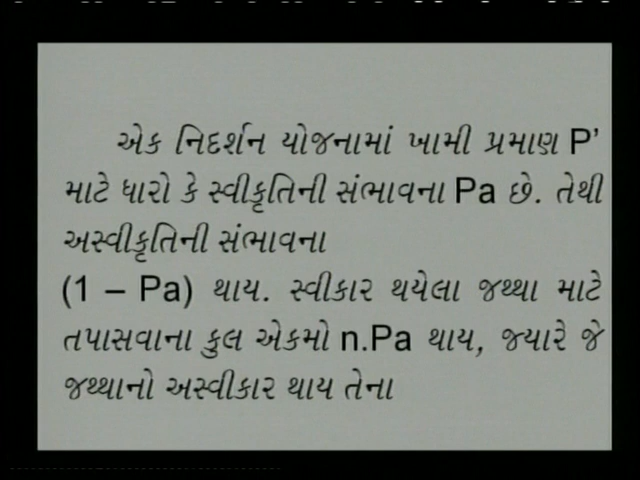 એક નિદર્શન યોજનામાં ખામી પ્રમાણ P'
માટે ધારો કે સ્વીકૃતિની સંભાવના Pa છે. તેથી
અસ્વીકૃતિની સંભાવના
(1 – Pa) થાય. સ્વીકાર થયેલા જથ્થા માટે
તપાસવાના કુલ એકમો n.Pa થાય, જ્યારે જે
જથ્થાનો અસ્વીકાર થાય તેના